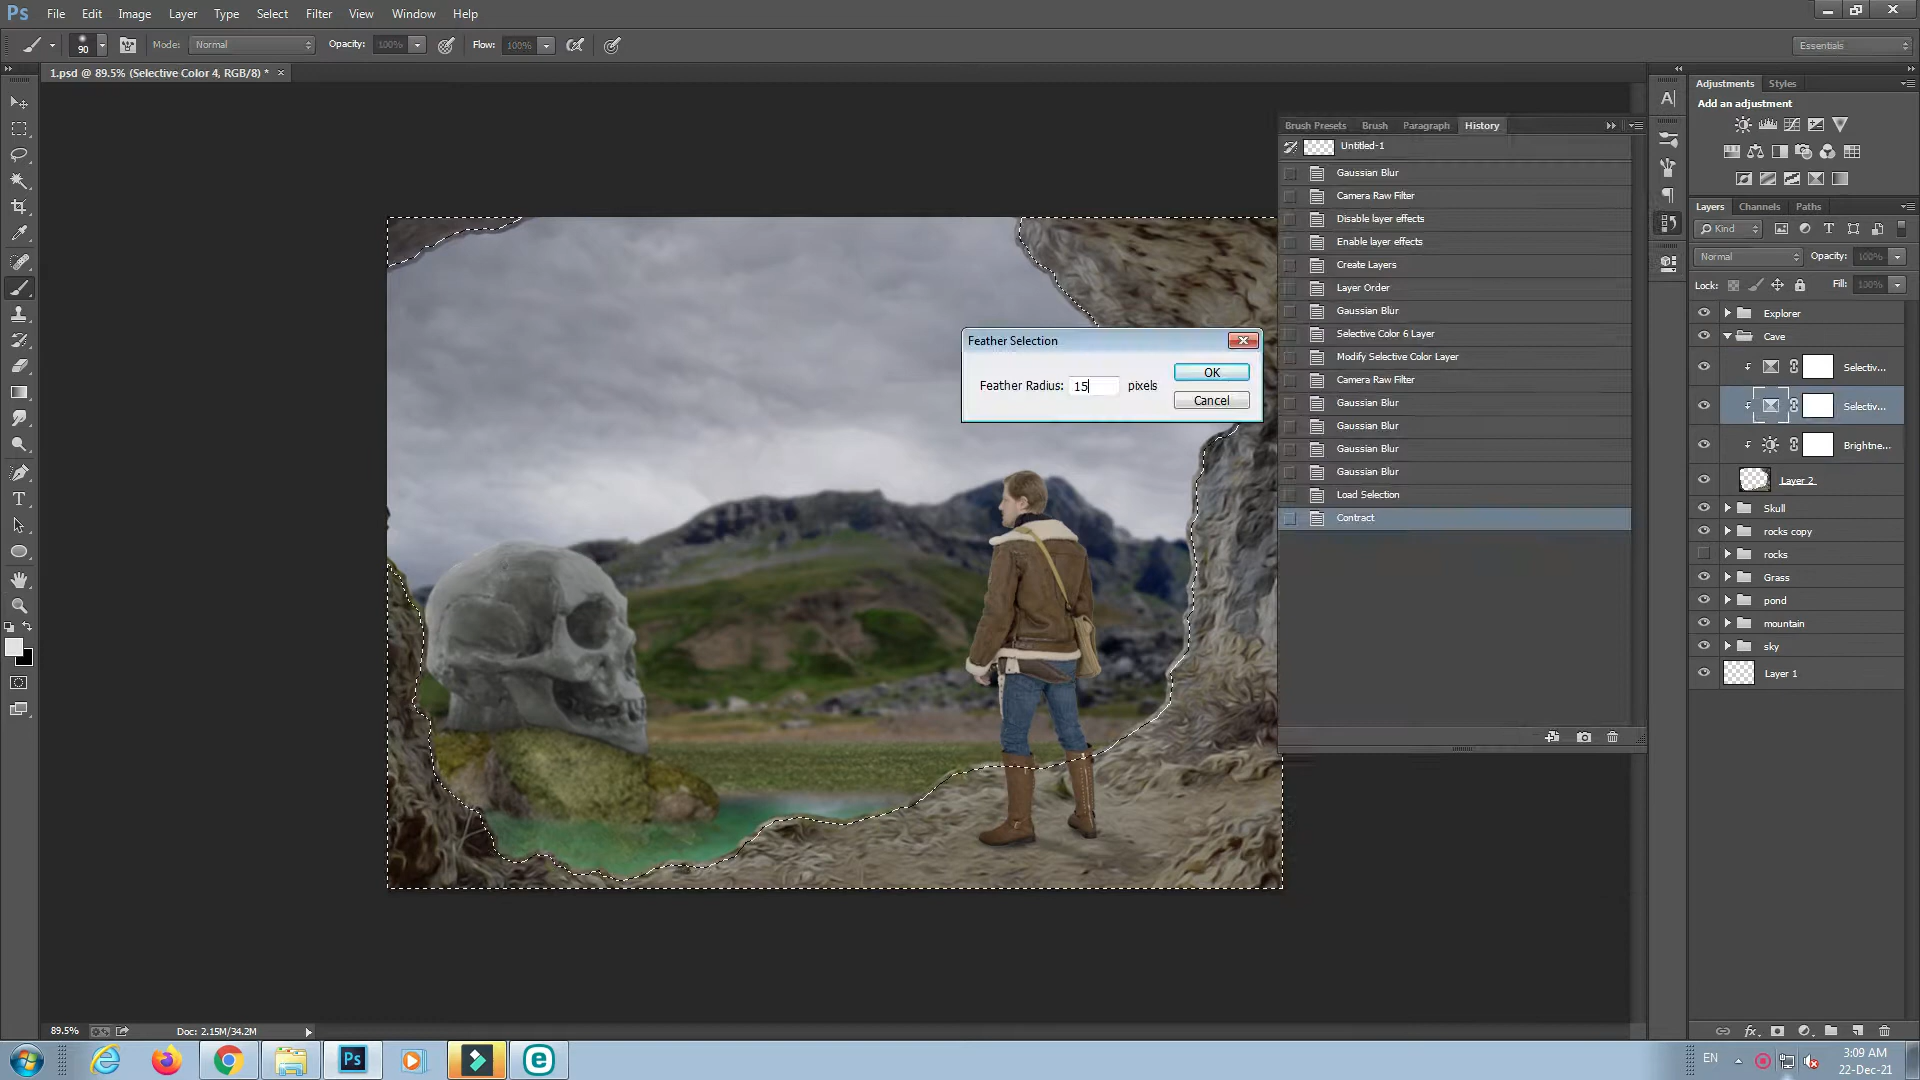 Ps File Edit Image Layer Type Select Filter View Window Help
90 Mode: Normal Opacity: 100% Flow: 100% Essentials
1.psd @ 89.5% (Selective Color 4, RGB/8) * ×
Brush Presets Brush Paragraph History
Untitled-1
Gaussian Blur
Camera Raw Filter
Disable layer effects
Enable layer effects
Create Layers
Layer Order
Gaussian Blur
Selective Color 6 Layer
Modify Selective Color Layer
Camera Raw Filter
Gaussian Blur
Gaussian Blur
Gaussian Blur
Gaussian Blur
Load Selection
Contract
Feather Selection
Feather Radius: 15 pixels
OK
Cancel
Adjustments Styles
Add an adjustment
Layers Channels Paths
Kind
Normal Opacity: 100%
Lock: Fill: 100%
Explorer
Cave
Selectiv...
Selectiv...
Brightne...
Layer 2
Skull
rocks copy
rocks
Grass
pond
mountain
sky
Layer 1
89.5% Doc: 2.15M/34.2M
EN
3:09 AM
22-Dec-21